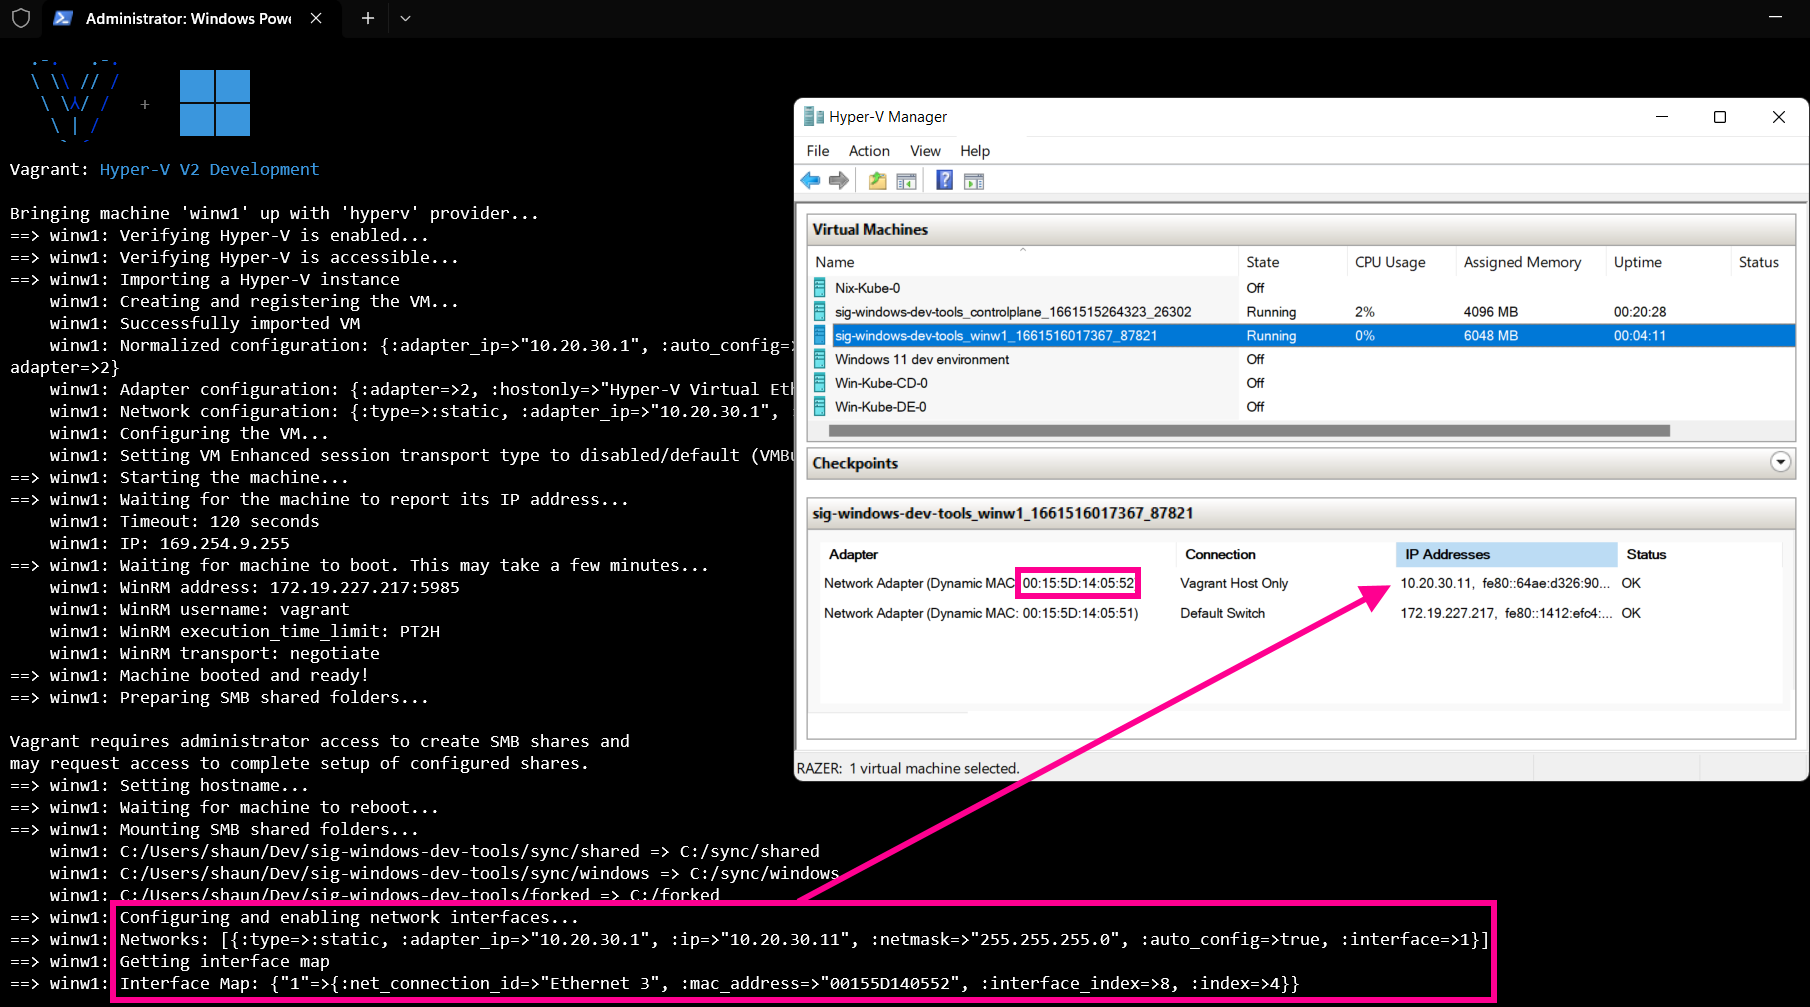 Administrator: Windows Powe
+
Vagrant: Hyper-V V2 Development
Bringing machine 'winw1' up with 'hyperv' provider...
==> winw1: Verifying Hyper-V is enabled...
==> winw1: Verifying Hyper-V is accessible...
==> winw1: Importing a Hyper-V instance
winw1: Creating and registering the VM...
winw1: Successfully imported VM
winw1: Normalized configuration: {:adapter_ip=>"10.20.30.1", :auto_config=>
adapter=>2}
winw1: Adapter configuration: {:adapter=>2, :hostonly=>"Hyper-V Virtual Eth
winw1: Network configuration: {:type=>:static, :adapter_ip=>"10.20.30.1", :
winw1: Configuring the VM...
winw1: Setting VM Enhanced session transport type to disabled/default (VMBu
==> winw1: Starting the machine...
==> winw1: Waiting for the machine to report its IP address...
winw1: Timeout: 120 seconds
winw1: IP: 169.254.9.255
==> winw1: Waiting for machine to boot. This may take a few minutes...
winw1: WinRM address: 172.19.227.217:5985
winw1: WinRM username: vagrant
winw1: WinRM execution_time_limit: PT2H
winw1: WinRM transport: negotiate
==> winw1: Machine booted and ready!
==> winw1: Preparing SMB shared folders...
Vagrant requires administrator access to create SMB shares and
may request access to complete setup of configured shares.
==> winw1: Setting hostname...
==> winw1: Waiting for machine to reboot...
==> winw1: Mounting SMB shared folders...
winw1: C:/Users/shaun/Dev/sig-windows-dev-tools/sync/shared => C:/sync/shared
winw1: C:/Users/shaun/Dev/sig-windows-dev-tools/sync/windows => C:/sync/windows
winw1: C:/Users/shaun/Dev/sig-windows-dev-tools/forked => C:/forked
==> winw1: Configuring and enabling network interfaces...
==> winw1: Networks: [{:type=>:static, :adapter_ip=>"10.20.30.1", :ip=>"10.20.30.11", :netmask=>"255.255.255.0", :auto_config=>true, :interface=>1}]
==> winw1: Getting interface map
==> winw1: Interface Map: {"1"=>{:net_connection_id=>"Ethernet 3", :mac_address=>"00155D140552", :interface_index=>8, :index=>4}}
Hyper-V Manager
File Action View Help
Virtual Machines
Name State CPU Usage Assigned Memory Uptime Status
Nix-Kube-0 Off
sig-windows-dev-tools_controlplane_1661515264323_26302 Running 2% 4096 MB 00:20:28
sig-windows-dev-tools_winw1_1661516017367_87821 Running 0% 6048 MB 00:04:11
Windows 11 dev environment Off
Win-Kube-CD-0 Off
Win-Kube-DE-0 Off
Checkpoints
sig-windows-dev-tools_winw1_1661516017367_87821
Adapter Connection IP Addresses Status
Network Adapter (Dynamic MAC: 00:15:5D:14:05:52 Vagrant Host Only 10.20.30.11, fe80::64ae:d326:90... OK
Network Adapter (Dynamic MAC: 00:15:5D:14:05:51) Default Switch 172.19.227.217, fe80::1412:efc4:... OK
RAZER: 1 virtual machine selected.